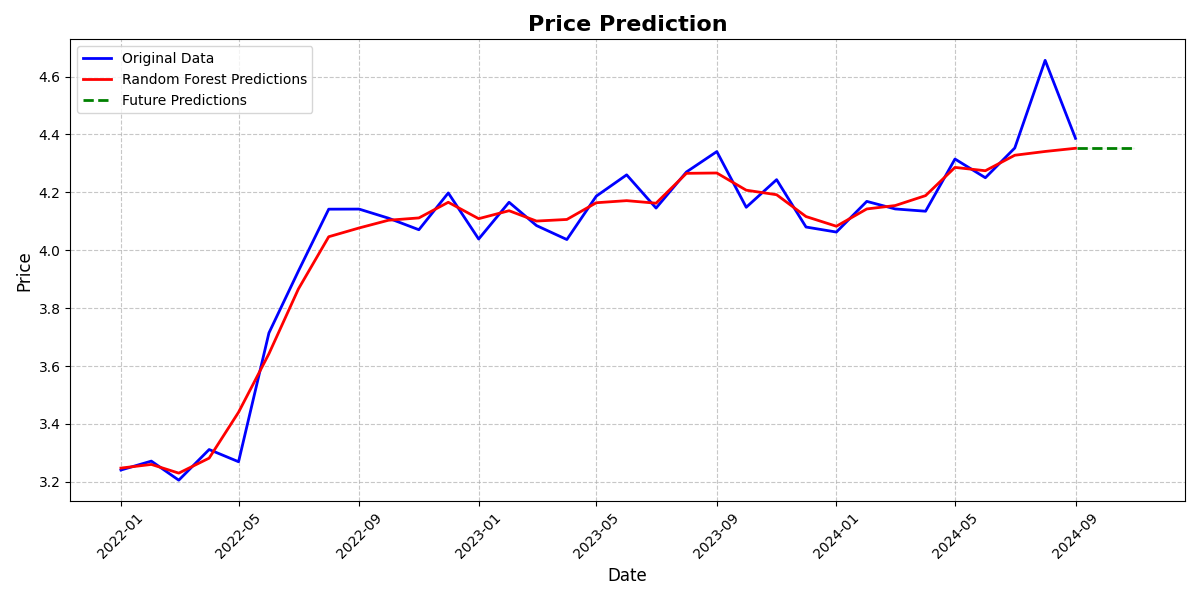 Price Prediction
Original Data
Random Forest Predictions
Future Predictions
4.6
4.4
4.2
4.0
3.8
3.6
3.4
3.2
Price
2022-01
2022-05
2022-09
2023-01
2023-05
2023-09
2024-01
2024-05
2024-09
Date